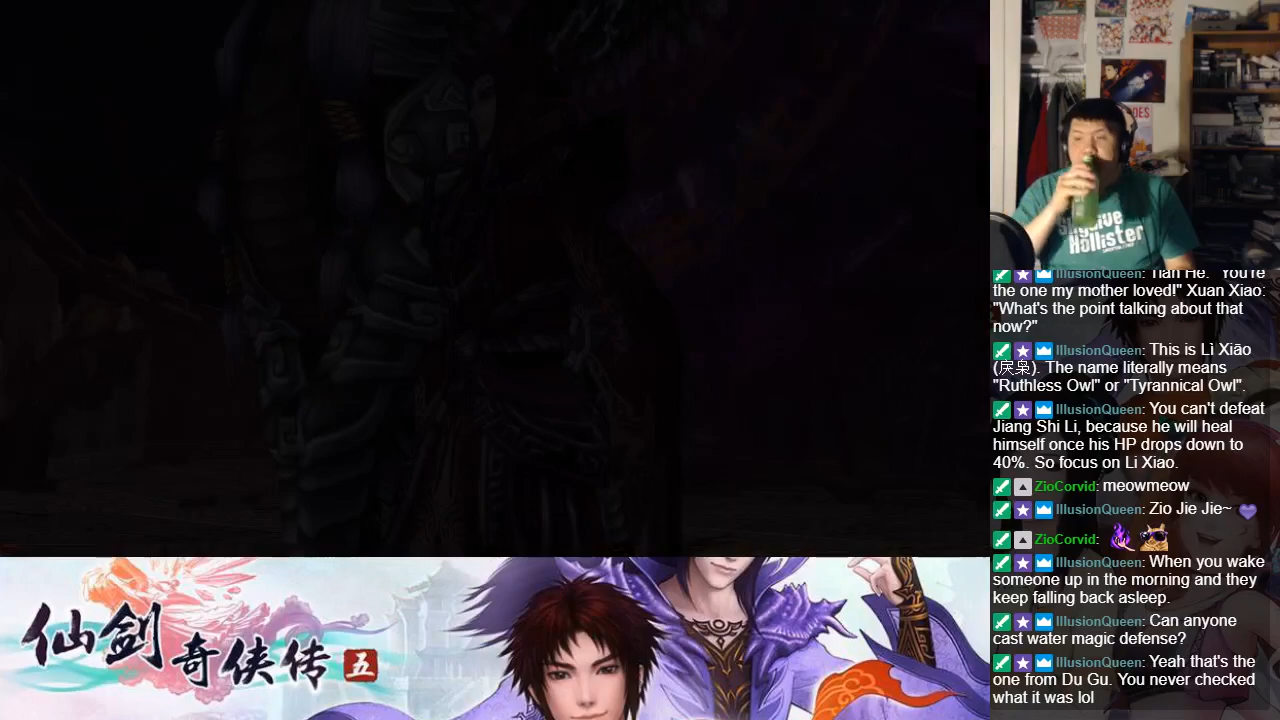 Hollister
IllusionQueen: Tian He: "You're
the one my mother loved!" Xuan Xiao:
"What's the point talking about that
now?"
IllusionQueen: This is Lì Xiāo
(戾枭). The name literally means
"Ruthless Owl" or "Tyrannical Owl".
IllusionQueen: You can't defeat
Jiang Shi Li, because he will heal
himself once his HP drops down to
40%. So focus on Li Xiao.
ZioCorvid: meowmeow
IllusionQueen: Zio Jie Jie~
ZioCorvid:
IllusionQueen: When you wake
someone up in the morning and they
keep falling back asleep.
IllusionQueen: Can anyone
cast water magic defense?
IllusionQueen: Yeah that's the
one from Du Gu. You never checked
what it was lol
仙剑奇侠传五